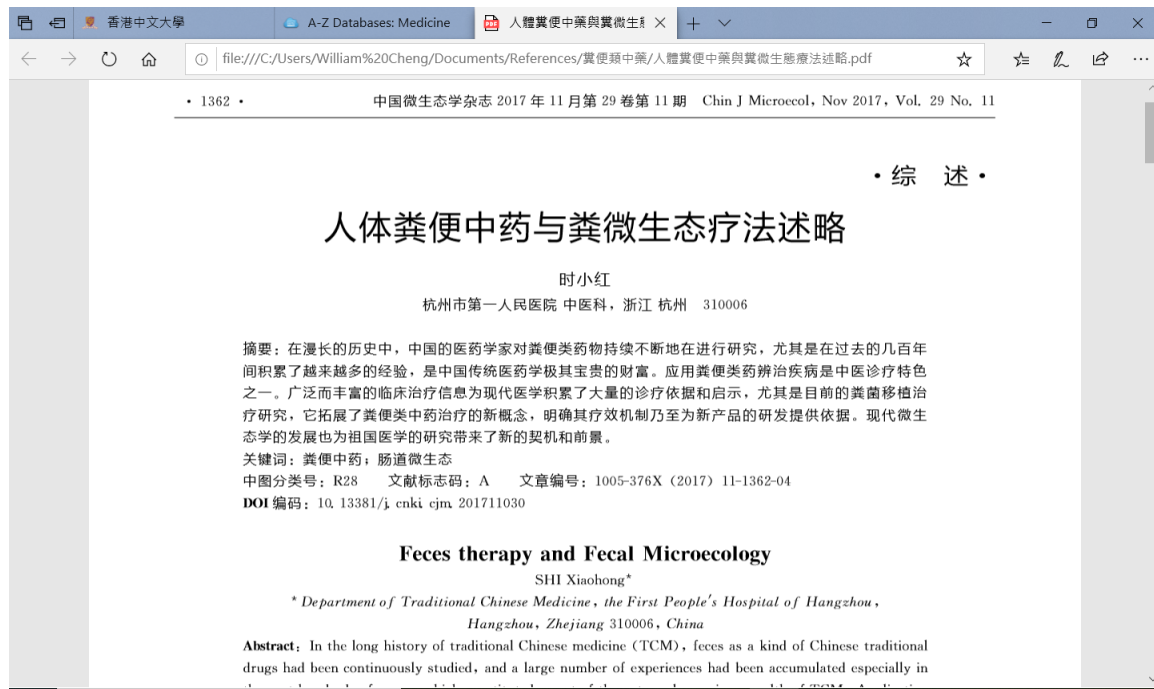 香港中文大學
A-Z Databases: Medicine
人體糞便中藥與糞微生態
file:///C:/Users/William%20Cheng/Documents/References/糞便類中藥/人體糞便中藥與糞微生態療法述略.pdf
• 1362 •
中国微生态学杂志 2017 年 11 月第 29 卷第 11 期 Chin J Microecol, Nov 2017, Vol. 29 No. 11
•综 述•
人体粪便中药与粪微生态疗法述略
时小红
杭州市第一人民医院 中医科，浙江 杭州 310006
摘要：在漫长的历史中，中国的医药学家对粪便类药物持续不断地在进行研究，尤其是在过去的几百年
间积累了越来越多的经验，是中国传统医药学极其宝贵的财富。应用粪便类药辨治疾病是中医诊疗特色
之一。广泛而丰富的临床治疗信息为现代医学积累了大量的诊疗依据和启示，尤其是目前的粪菌移植治
疗研究，它拓展了粪便类中药治疗的新概念，明确其疗效机制乃至为新产品的研发提供依据。现代微生
态学的发展也为祖国医学的研究带来了新的契机和前景。
关键词：粪便中药；肠道微生态
中图分类号：R28 文献标志码：A 文章编号：1005-376X（2017）11-1362-04
DOI 编码：10. 13381/j. cnki. cjm. 201711030
Feces therapy and Fecal Microecology
SHI Xiaohong*
* Department of Traditional Chinese Medicine, the First People's Hospital of Hangzhou,
Hangzhou, Zhejiang 310006, China
Abstract: In the long history of traditional Chinese medicine (TCM), feces as a kind of Chinese traditional
drugs had been continuously studied, and a large number of experiences had been accumulated especially in